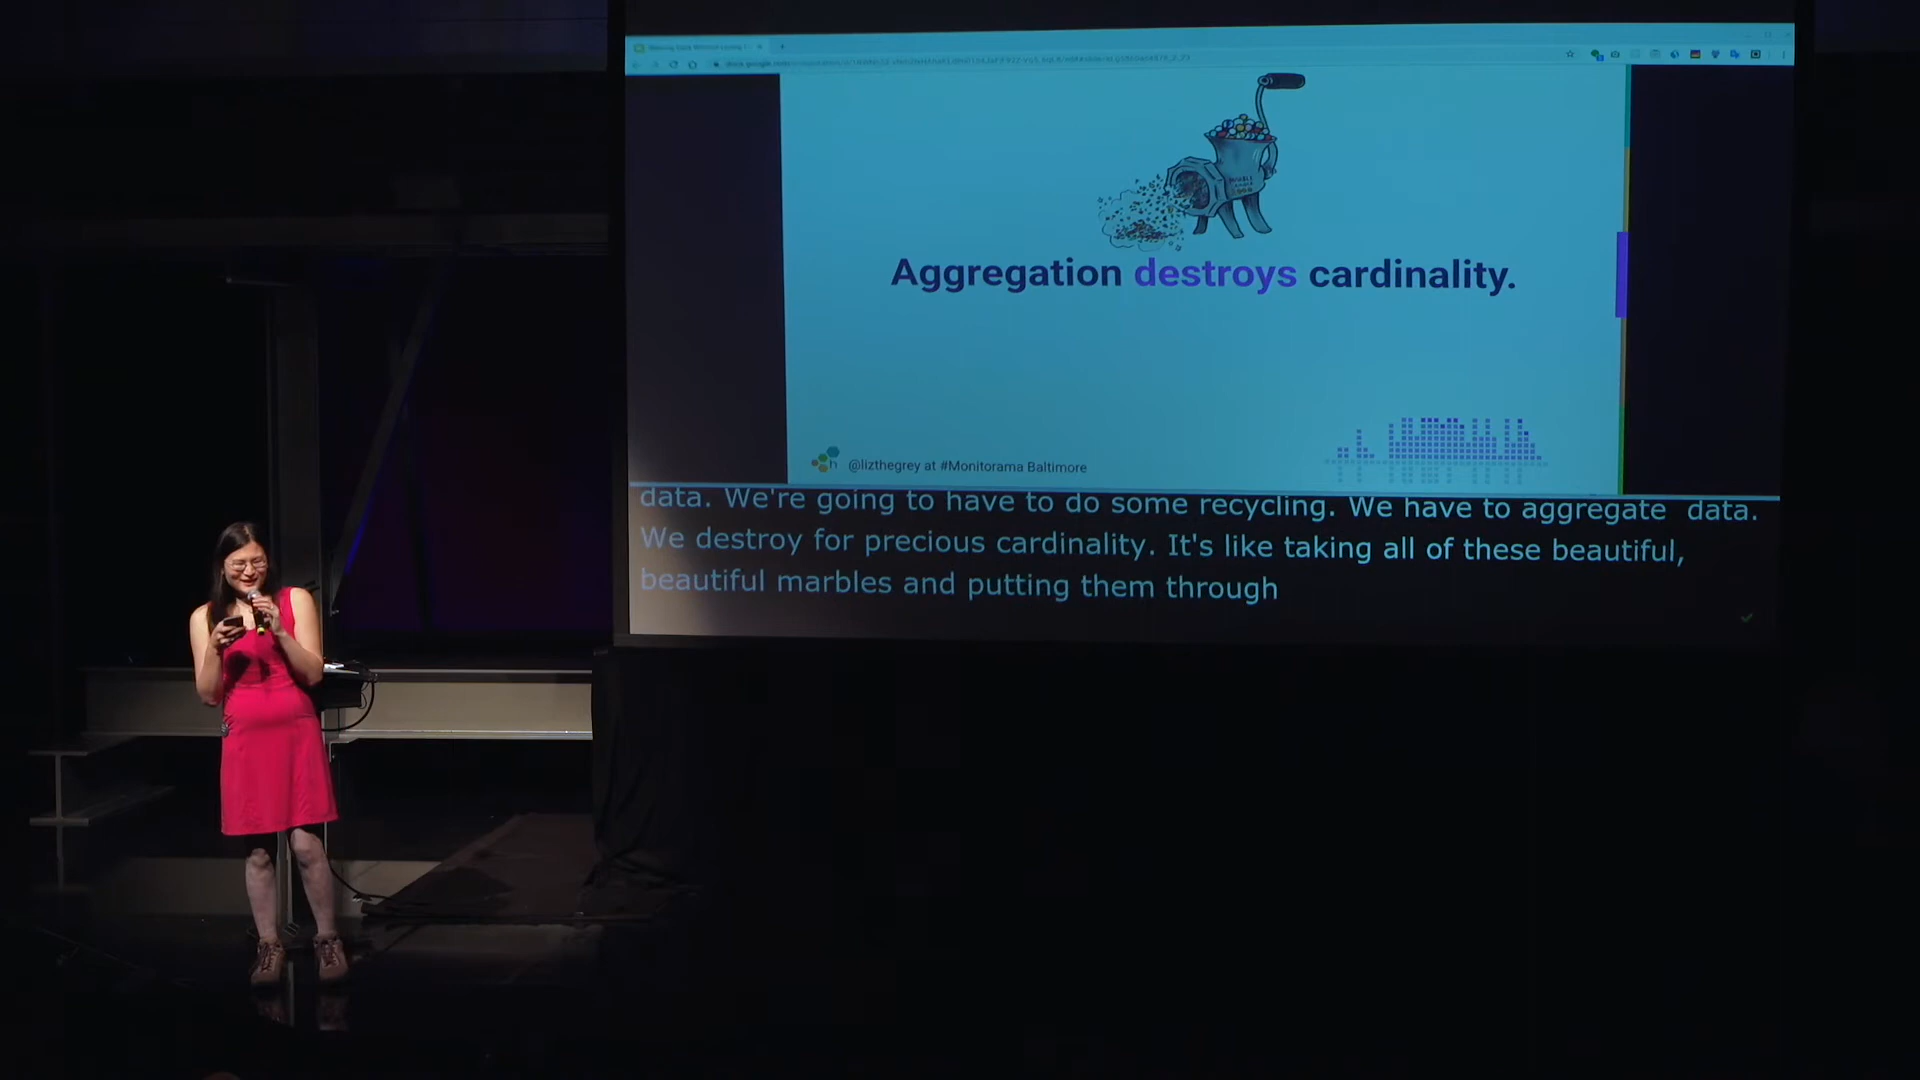 Aggregation destroys cardinality.
@lizthegrey at #Monitorama Baltimore
data. We're going to have to do some recycling. We have to aggregate data.
We destroy for precious cardinality. It's like taking all of these beautiful,
beautiful marbles and putting them through